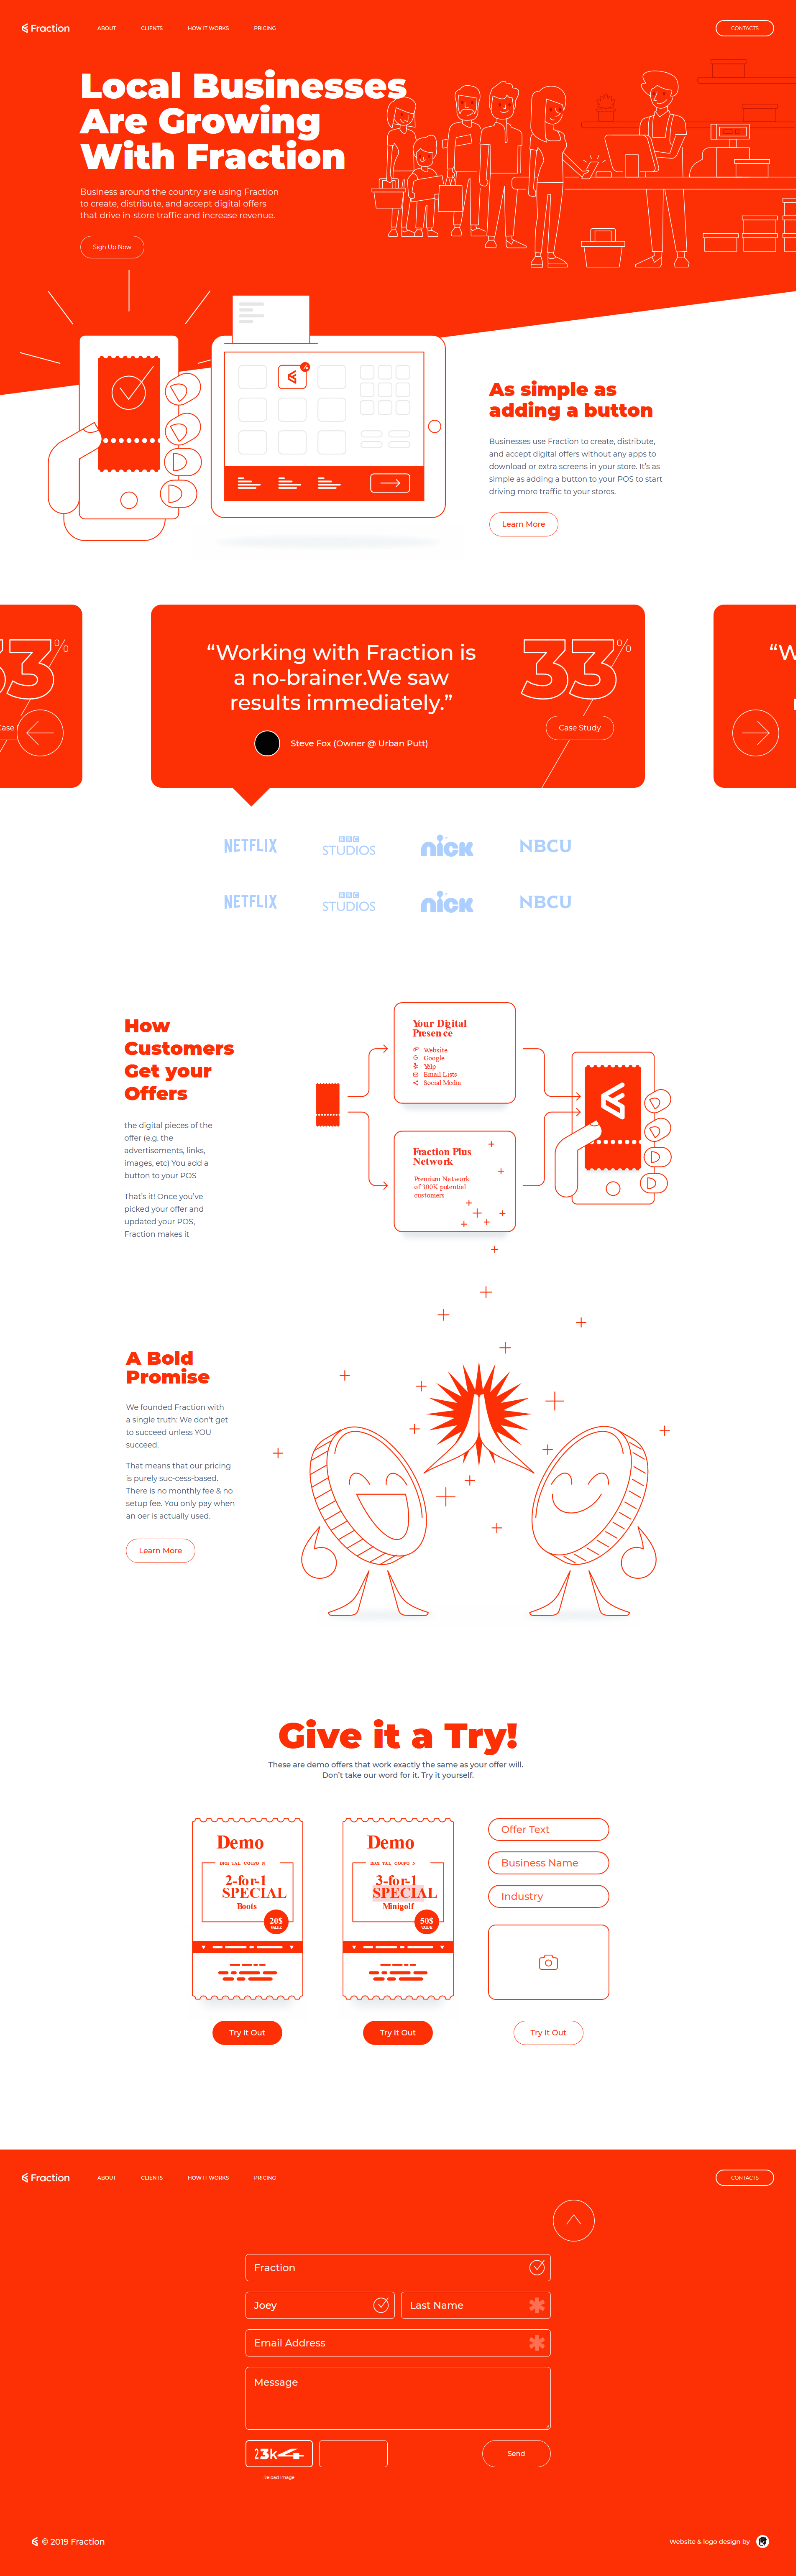 Fraction
ABOUT
CLIENTS
HOW IT WORKS
PRICING
CONTACTS
Local Businesses
Are Growing
With Fraction
Business around the country are using Fraction
to create, distribute, and accept digital offers
that drive in-store traffic and increase revenue.
Sigh Up Now
As simple as
adding a button
Businesses use Fraction to create, distribute,
and accept digital offers without any apps to
download or extra screens in your store. It's as
simple as adding a button to your POS to start
driving more traffic to your stores.
Learn More
33%
Case
“Working with Fraction is
a no-brainer.We saw
results immediately.”
Steve Fox (Owner @ Urban Putt)
33%
Case Study
“W
NETFLIX
BBC
STUDIOS
nick
NBCU
NETFLIX
BBC
STUDIOS
nick
NBCU
How
Customers
Get your
Offers
the digital pieces of the
offer (e.g. the
advertisements, links,
images, etc) You add a
button to your POS
That's it! Once you've
picked your offer and
updated your POS,
Fraction makes it
Your Digital
Presence
Website
Google
Yelp
Email Lists
Social Media
Fraction Plus
Network
Premium Network
of 300K potential
customers
A Bold
Promise
We founded Fraction with
a single truth: We don't get
to succeed unless YOU
succeed.
That means that our pricing
is purely suc-cess-based.
There is no monthly fee & no
setup fee. You only pay when
an oer is actually used.
Learn More
Give it a Try!
These are demo offers that work exactly the same as your offer will.
Don't take our word for it. Try it yourself.
Demo
DIGITAL COUPON
2-for-1
SPECIAL
Boots
20$
VALUE
Try It Out
Demo
DIGITAL COUPON
3-for-1
SPECIAL
Minigolf
50$
VALUE
Try It Out
Offer Text
Business Name
Industry
Try It Out
Fraction
ABOUT
CLIENTS
HOW IT WORKS
PRICING
CONTACTS
Fraction
Joey
Last Name
Email Address
Message
23k4
Reload Image
Send
© 2019 Fraction
Website & logo design by